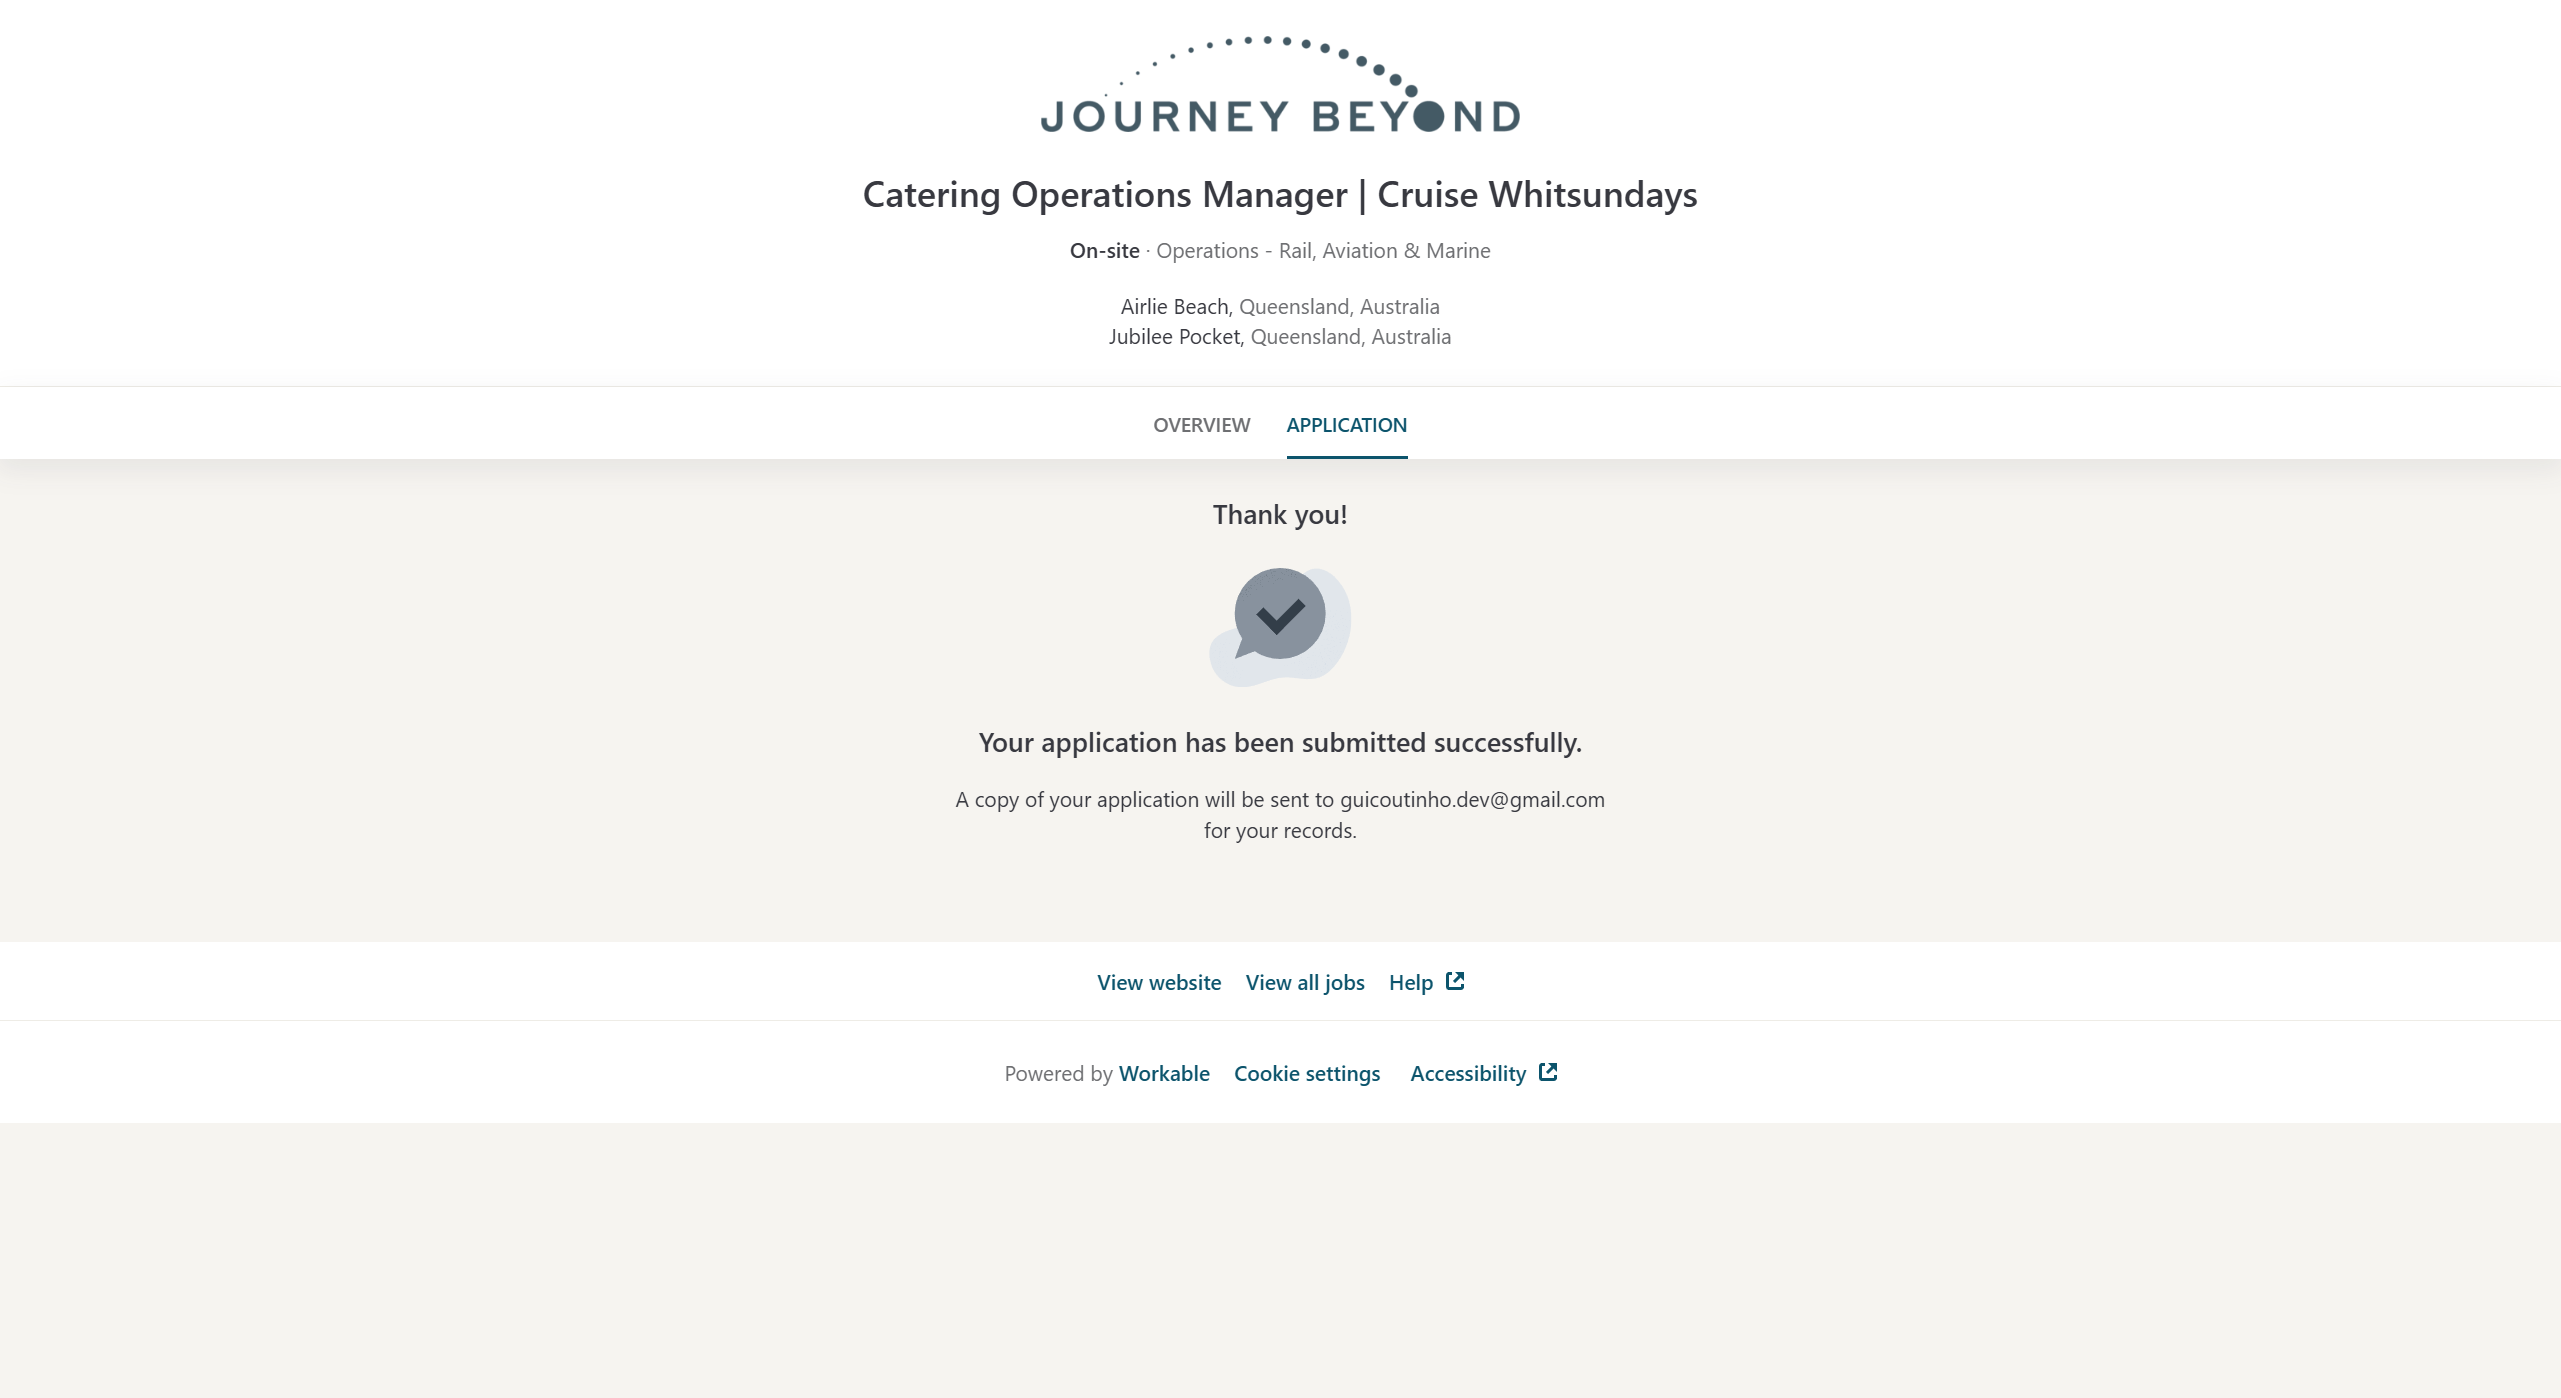 JOURNEY BEYOND
Catering Operations Manager | Cruise Whitsundays
On-site · Operations - Rail, Aviation & Marine
Airlie Beach, Queensland, Australia
Jubilee Pocket, Queensland, Australia
OVERVIEW APPLICATION
Thank you!
Your application has been submitted successfully.
A copy of your application will be sent to guicoutinho.dev@gmail.com
for your records.
View website View all jobs Help
Powered by Workable Cookie settings Accessibility